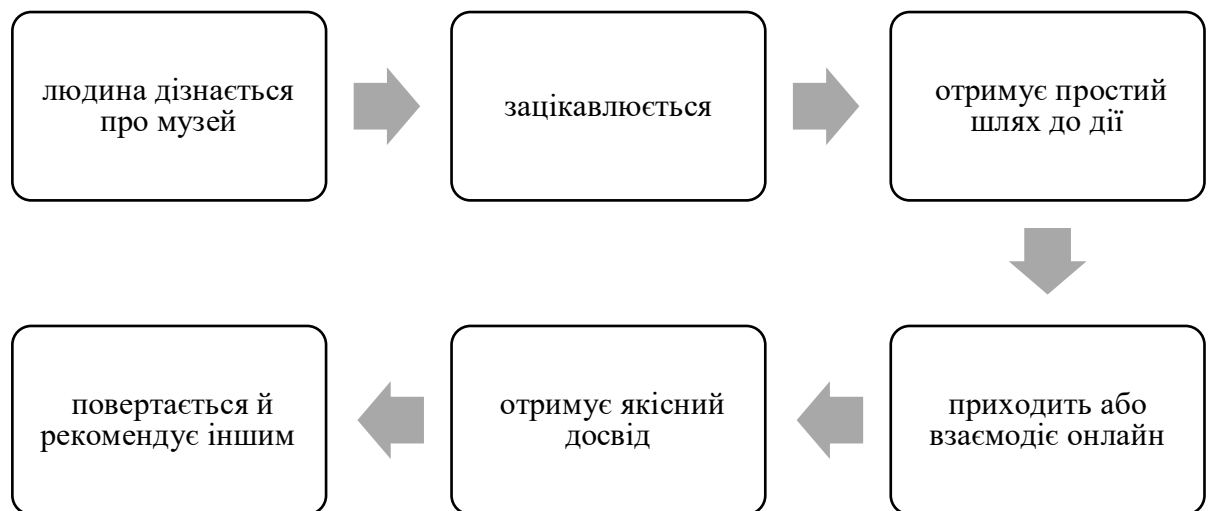 людина дізнається
про музей
зацікавлюється
отримує простий
шлях до дії
приходить або
взаємодіє онлайн
отримує якісний
досвід
повертається й
рекомендує іншим